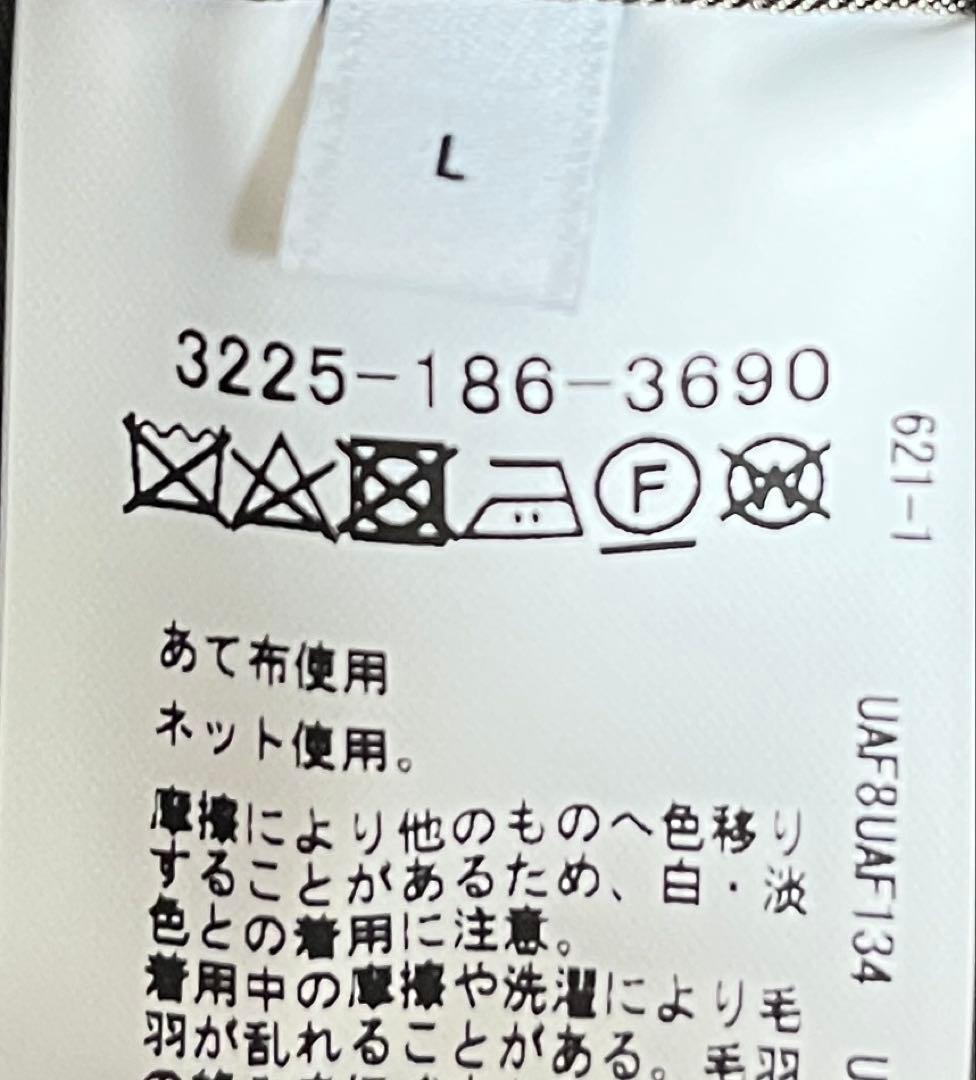 L
3225-186-3690
F
W
621-1
あて布使用
ネット使用。
摩擦により他のものへ色移り
することがあるため、白・淡
色との着用に注意。
着用中の摩擦や洗濯により毛
羽が乱れることがある。毛羽
UAF8UAF134 U